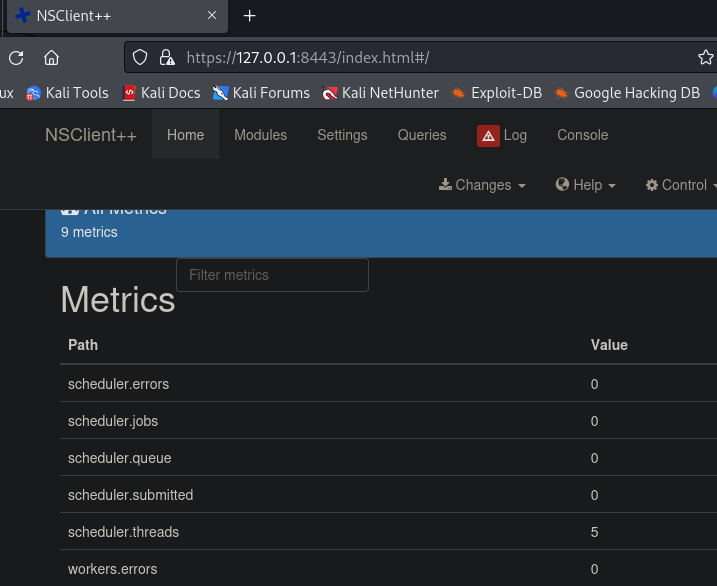 NSClient++
https://127.0.0.1:8443/index.html#/
ux Kali Tools Kali Docs Kali Forums Kali NetHunter Exploit-DB Google Hacking DB
NSClient++ Home Modules Settings Queries Log Console
Changes Help Control
All Metrics
9 metrics
Filter metrics
Metrics
Path Value
scheduler.errors 0
scheduler.jobs 0
scheduler.queue 0
scheduler.submitted 0
scheduler.threads 5
workers.errors 0